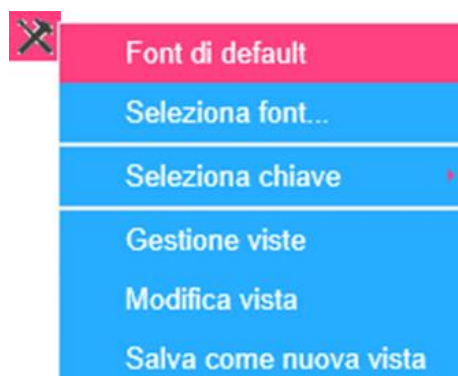 Font di default
Seleziona font...
Seleziona chiave
Gestione viste
Modifica vista
Salva come nuova vista